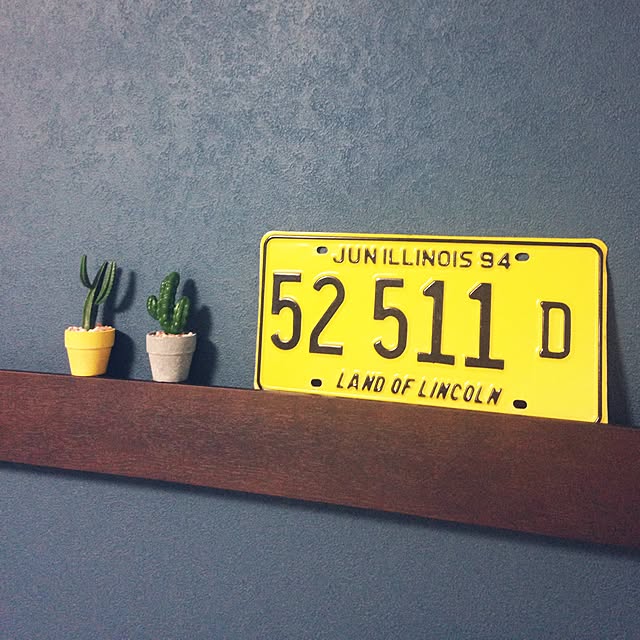 JUN ILLINOIS 94
52 511 D
LAND OF LINCOLN